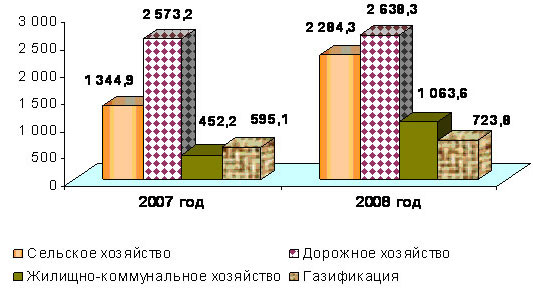 2 573,2
2 638,3
2 284,3
3 000
2 500
2 000
1 344,9
1 500
1 063,6
1 000
452,2
595,1
723,8
500
0
2007 год
2008 год
Сельское хозяйство
Дорожное хозяйство
Жилищно-коммунальное хозяйство
Газификация